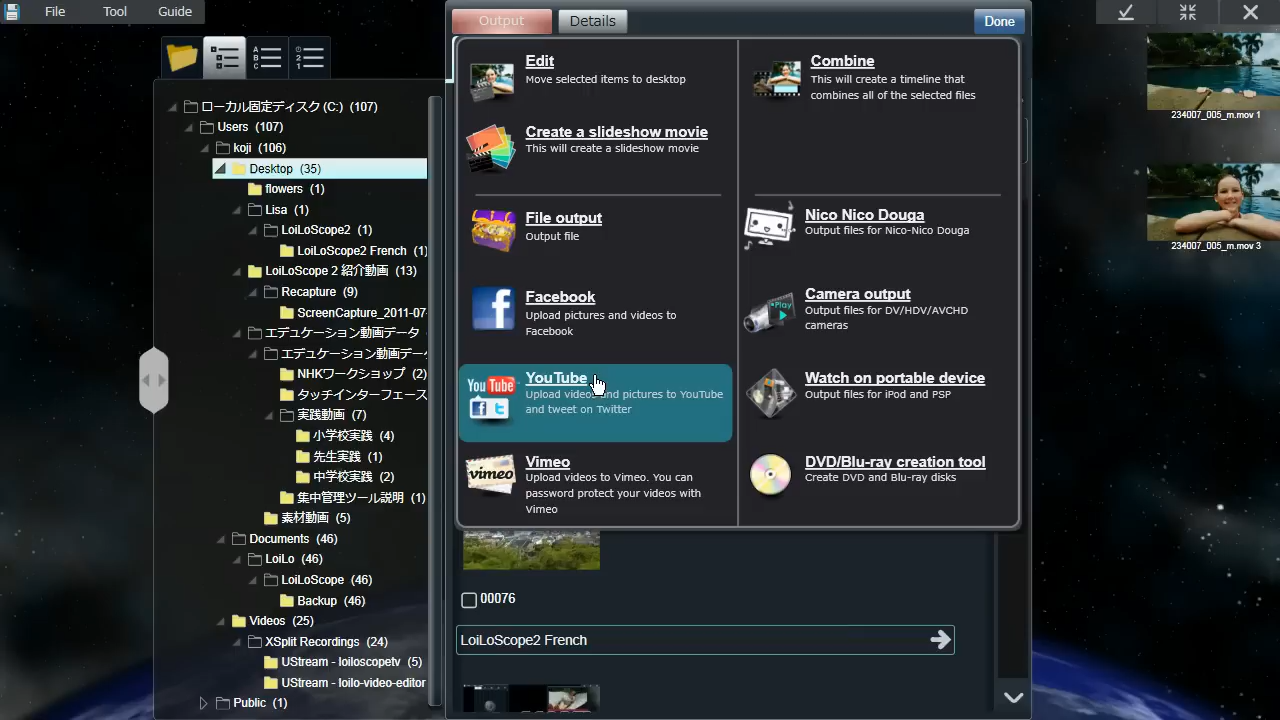 File
Tool
Guide
Output
Details
Done
ローカル固定ディスク (C:) (107)
Users (107)
koji (106)
Desktop (35)
flowers (1)
Lisa (1)
LoiLoScope2 (1)
LoiLoScope2 French (1)
LoiLoScope 2 紹介動画 (13)
Recapture (9)
ScreenCapture_2011-07-
エデュケーション動画データ (
エデュケーション動画デー
NHKワークショップ (2)
タッチインターフェース
実践動画 (7)
小学校実践 (4)
先生実践 (1)
中学校実践 (2)
集中管理ツール説明 (1)
素材動画 (5)
Documents (46)
LoiLo (46)
LoiLoScope (46)
Backup (46)
Videos (25)
XSplit Recordings (24)
UStream - loiloscopetv (5)
UStream - loilo-video-editor
Public (1)
Edit
Move selected items to desktop
Create a slideshow movie
This will create a slideshow movie
File output
Output file
Facebook
Upload pictures and videos to
Facebook
YouTube
Upload videos and pictures to YouTube
and tweet on Twitter
Vimeo
Upload videos to Vimeo. You can
password protect your videos with
Vimeo
Combine
This will create a timeline that
combines all of the selected files
Nico Nico Douga
Output files for Nico-Nico Douga
Camera output
Output files for DV/HDV/AVCHD
cameras
Watch on portable device
Output files for iPod and PSP
DVD/Blu-ray creation tool
Create DVD and Blu-ray disks
You Tube
vimeo
Play
00076
LoiLoScope2 French
234007_005_m.mov 1
234007_005_m.mov 3